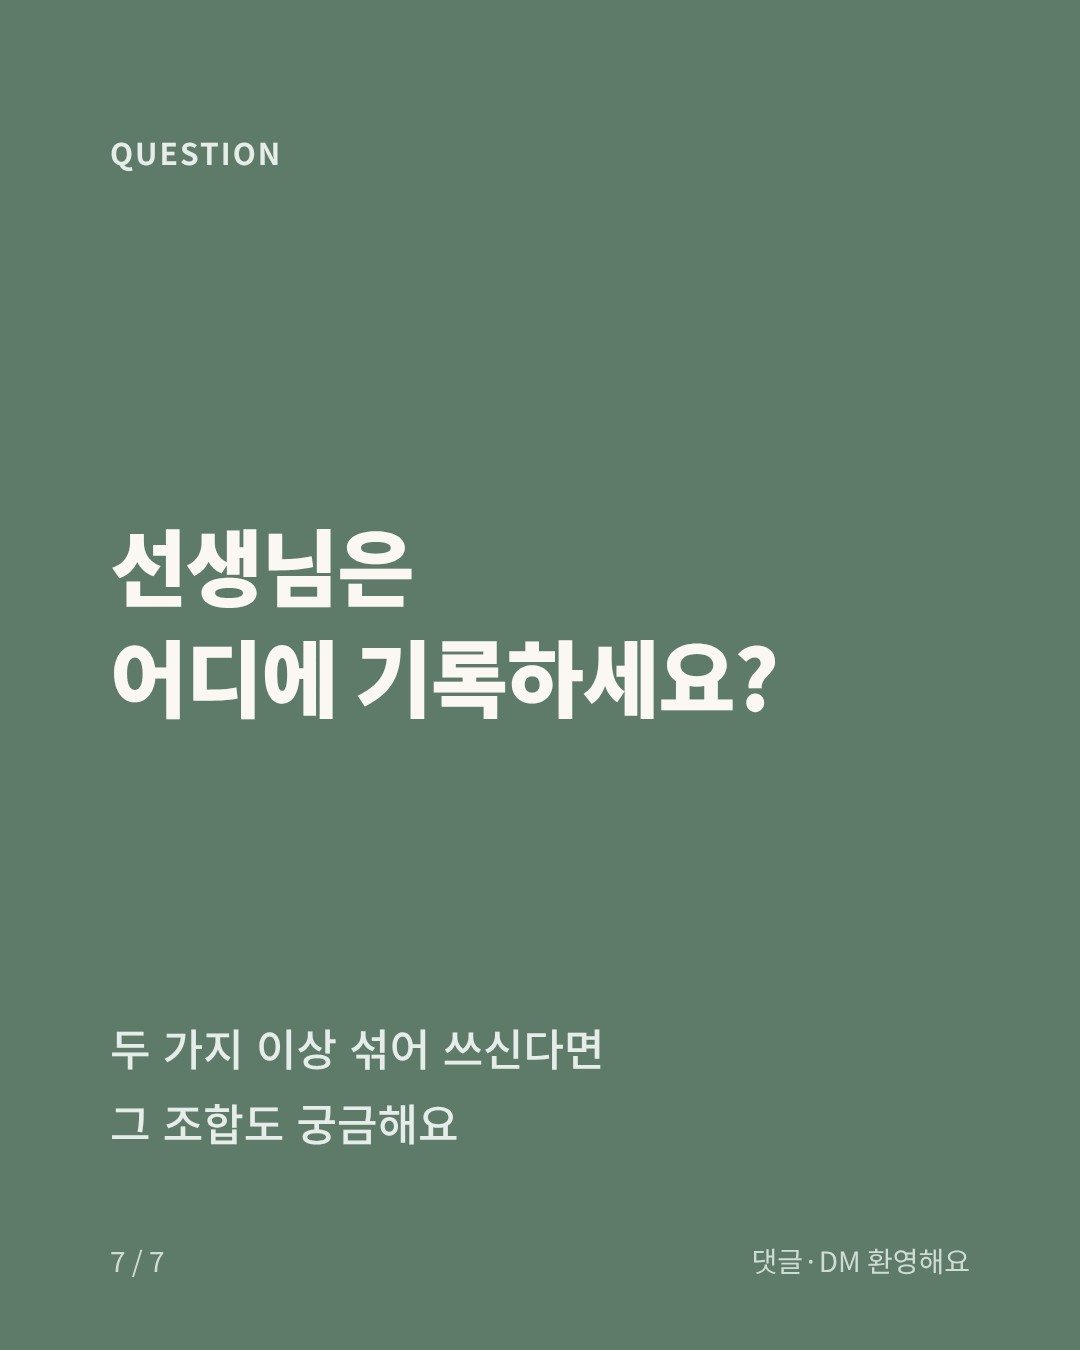 QUESTION
선생님은
어디에 기록하세요?
두 가지 이상 섞어 쓰신다면
그 조합도 궁금해요
7 / 7
댓글·DM 환영해요